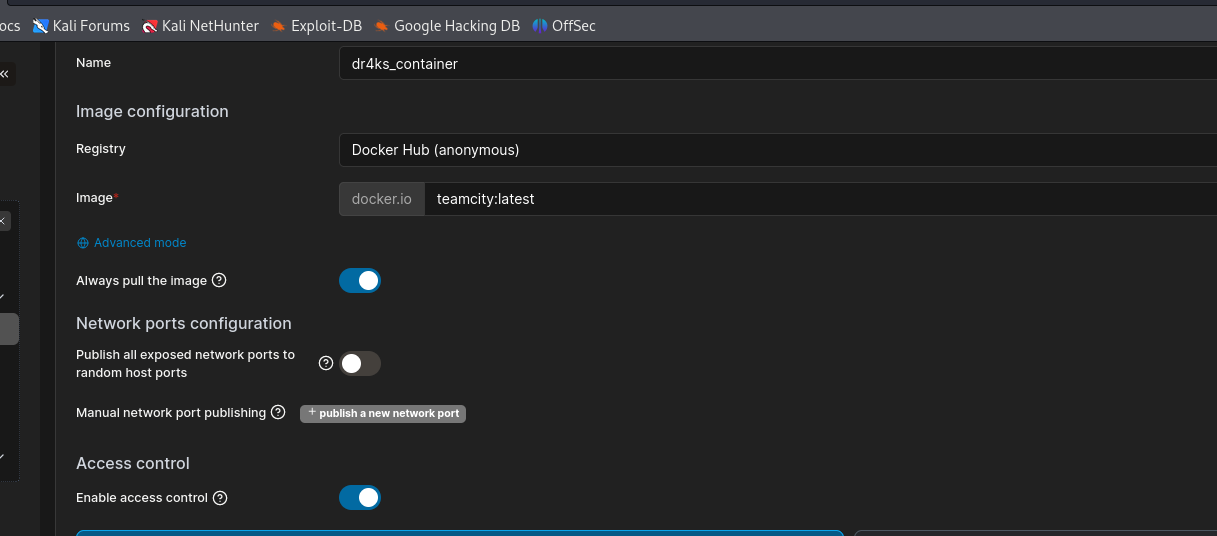 ocs Kali Forums Kali NetHunter Exploit-DB Google Hacking DB OffSec
Name dr4ks_container
Image configuration
Registry Docker Hub (anonymous)
Image* docker.io teamcity:latest
Advanced mode
Always pull the image
Network ports configuration
Publish all exposed network ports to
random host ports
Manual network port publishing + publish a new network port
Access control
Enable access control